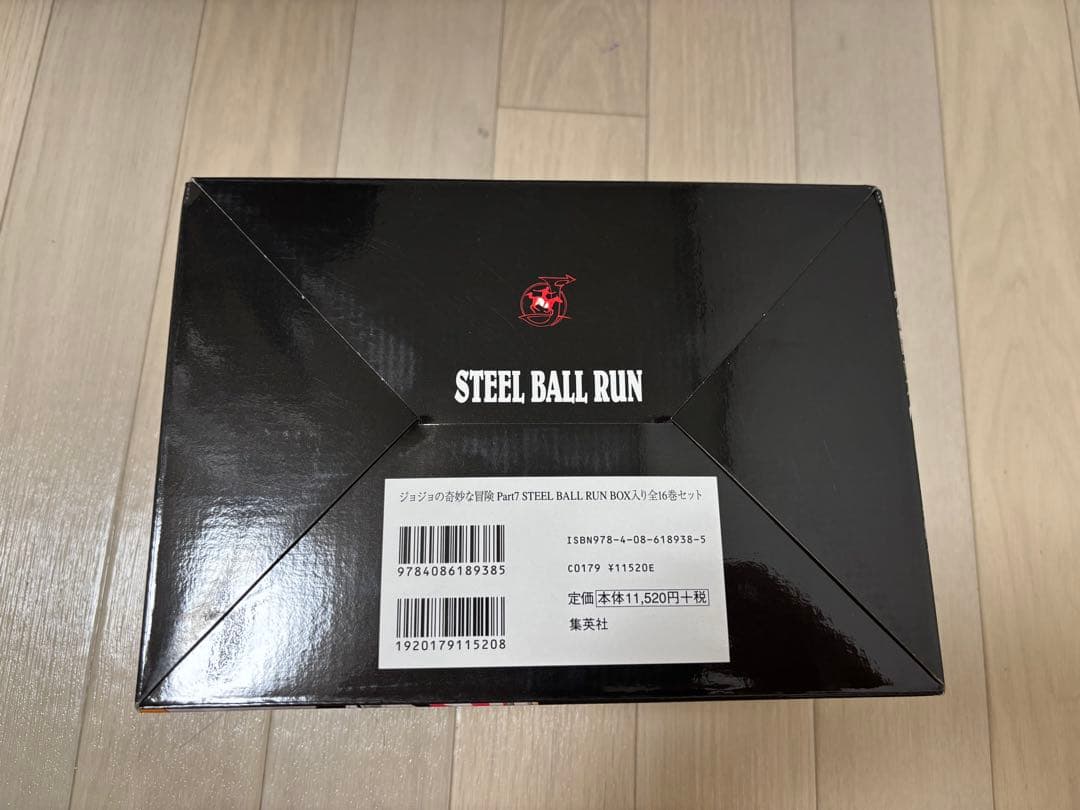 STEEL BALL RUN
ジョジョの奇妙な冒険 Part7 STEEL BALL RUN BOX入り全16巻セット
9784086189385
ISBN978-4-08-618938-5
C0179 ¥11520E
1920179115208
定価 本体11,520円+税
集英社